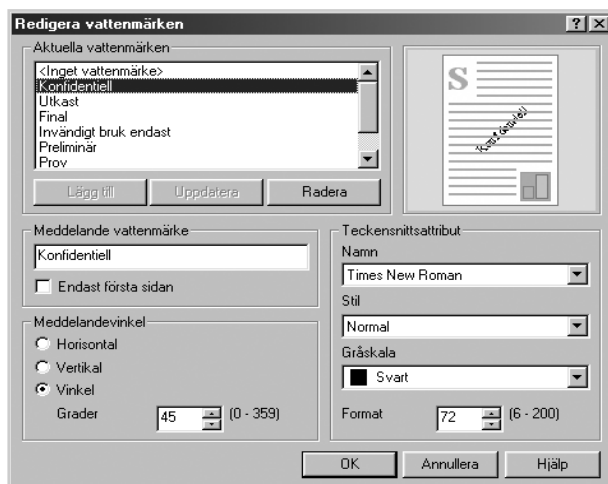 Redigera vattenmärken
Aktuella vattenmärken
<Inget vattenmärke>
Konfidentiell
Utkast
Final
Invändigt bruk endast
Preliminär
Prov
Lägg till Uppdatera Radera
S
Konfidentiell
Meddelande vattenmärke
Konfidentiell
Endast första sidan
Meddelandevinkel
Horisontal
Vertikal
Vinkel
Grader 45 (0 - 359)
Teckensnittsattribut
Namn
Times New Roman
Stil
Normal
Gråskala
Svart
Format 72 (6 - 200)
OK Annullera Hjälp